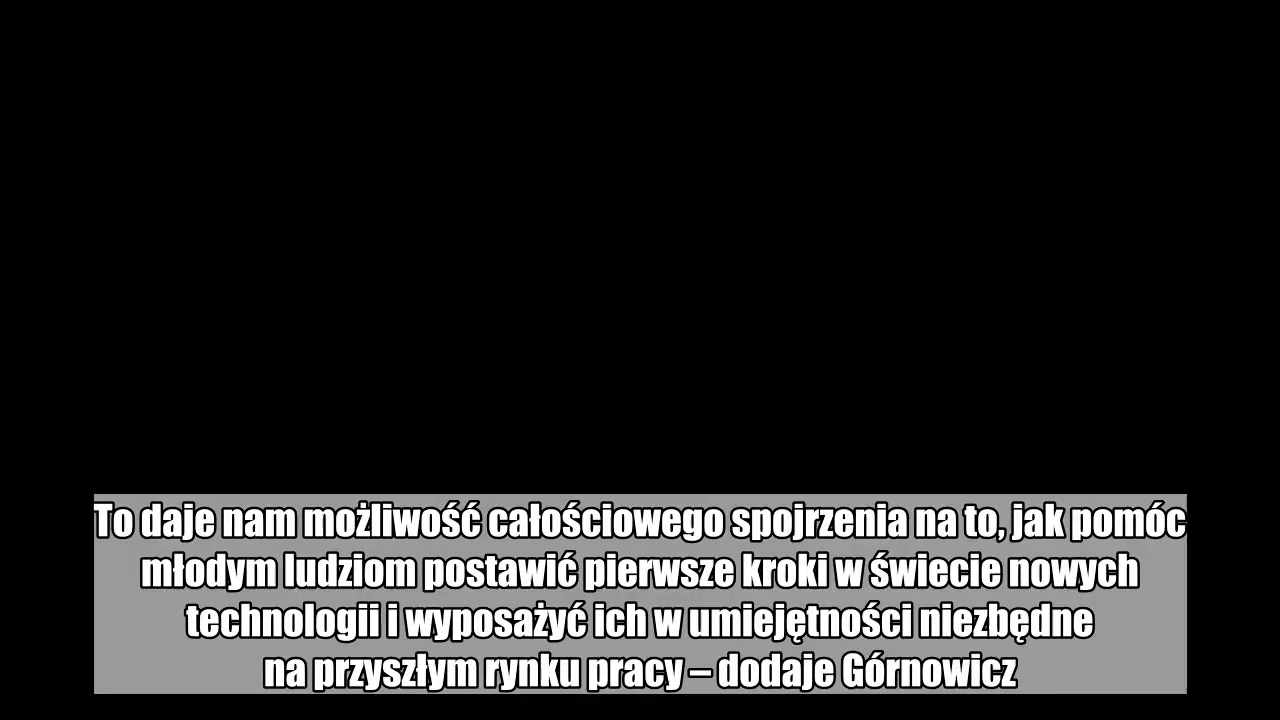 To daje nam możliwość całościowego spojrzenia na to, jak pomóc
młodym ludziom postawić pierwsze kroki w świecie nowych
technologii i wyposażyć ich w umiejętności niezbędne
na przyszłym rynku pracy – dodaje Górnowicz